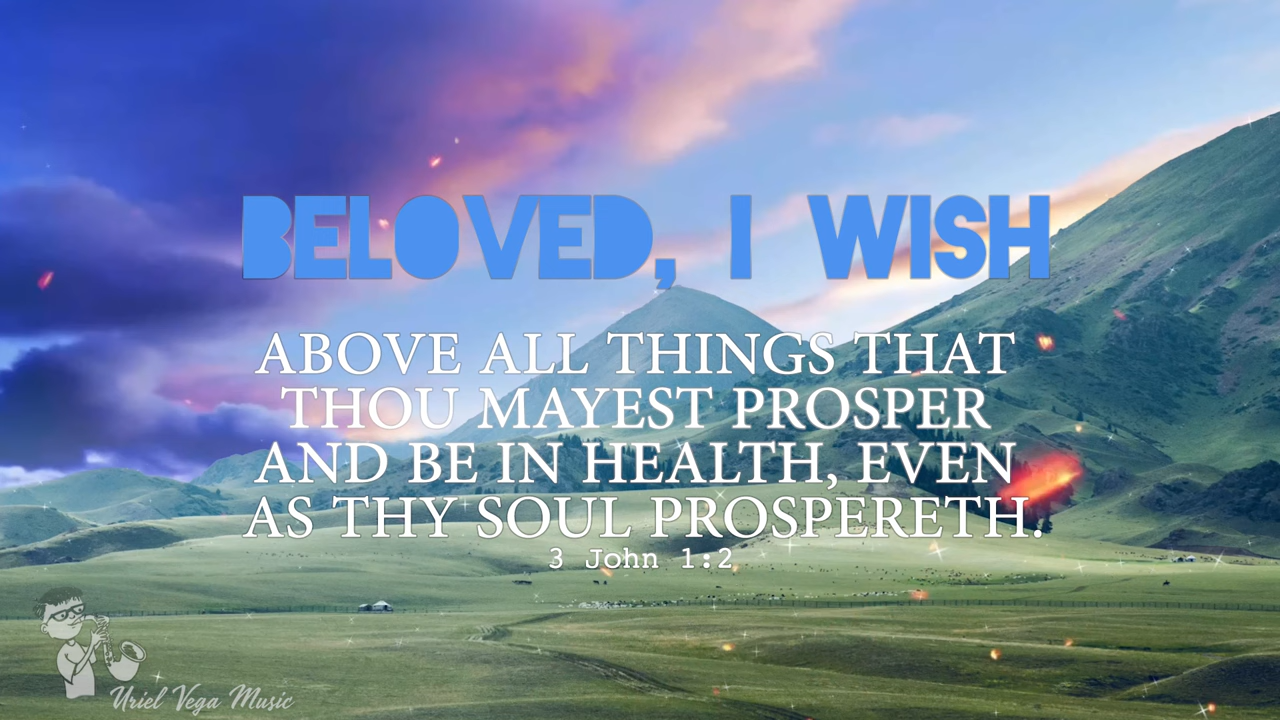 BELOVED, I WISH
ABOVE ALL THINGS THAT
THOU MAYEST PROSPER
AND BE IN HEALTH, EVEN
AS THY SOUL PROSPERETH.
3 John 1:2
Uriel Vega Music